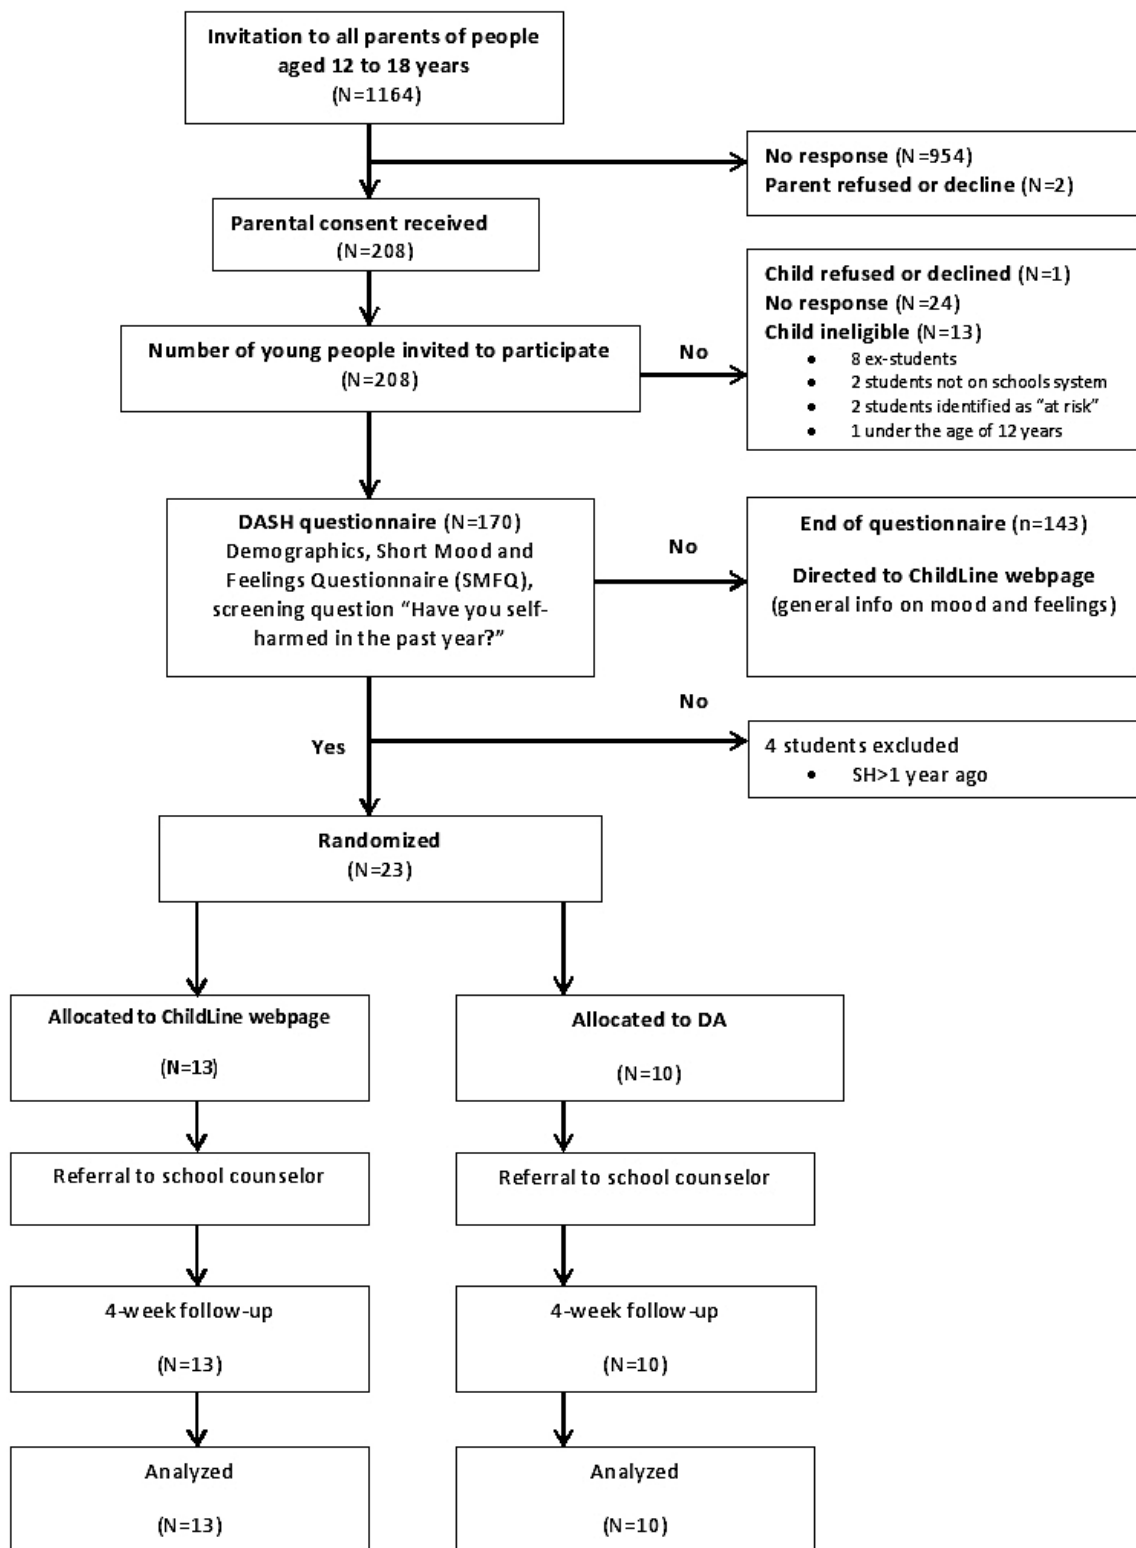 Invitation to all parents of people
aged 12 to 18 years
(N=1164)
No response (N=954)
Parent refused or decline (N=2)
Parental consent received
(N=208)
Child refused or declined (N=1)
No response (N=24)
Child ineligible (N=13)
• 8 ex-students
• 2 students not on schools system
• 2 students identified as “at risk”
• 1 under the age of 12 years
Number of young people invited to participate
(N=208)
No
DASH questionnaire (N=170)
Demographics, Short Mood and
Feelings Questionnaire (SMFQ),
screening question “Have you self-
harmed in the past year?”
No
End of questionnaire (n=143)
Directed to ChildLine webpage
(general info on mood and feelings)
No
Yes
4 students excluded
• SH>1 year ago
Randomized
(N=23)
Allocated to ChildLine webpage
(N=13)
Allocated to DA
(N=10)
Referral to school counselor
Referral to school counselor
4-week follow-up
(N=13)
4-week follow-up
(N=10)
Analyzed
(N=13)
Analyzed
(N=10)